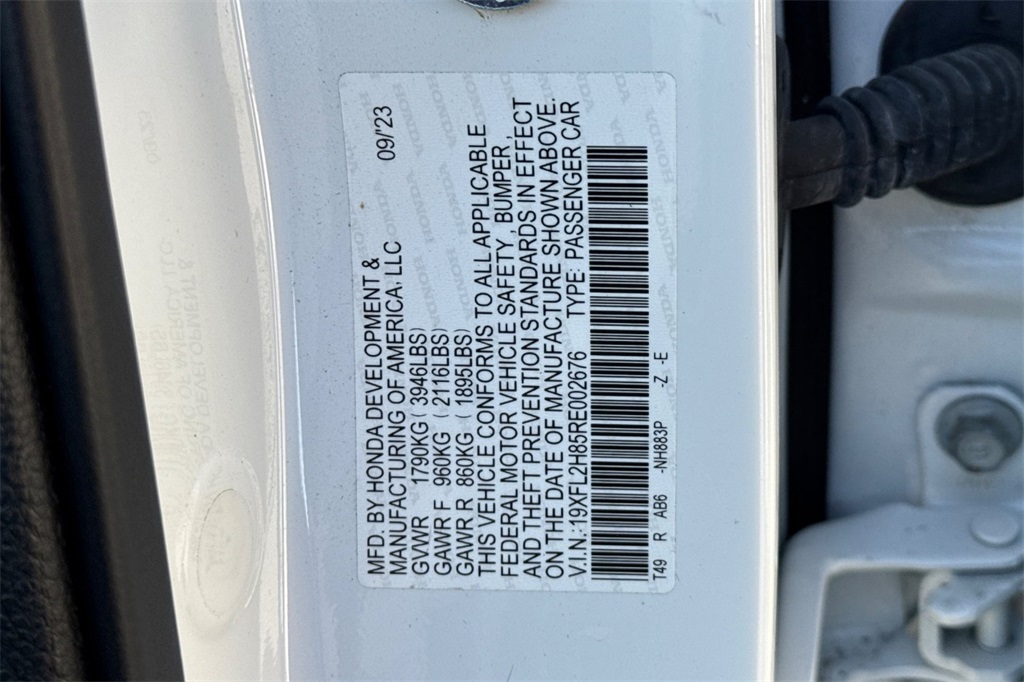 MFD. BY HONDA DEVELOPMENT & 09/'23
MANUFACTURING OF AMERICA, LLC
GVWR 1790KG ( 3946LBS)
GAWR F 960KG ( 2116LBS)
GAWR R 860KG ( 1895LBS)
THIS VEHICLE CONFORMS TO ALL APPLICABLE
FEDERAL MOTOR VEHICLE SAFETY, BUMPER,
AND THEFT PREVENTION STANDARDS IN EFFECT
ON THE DATE OF MANUFACTURE SHOWN ABOVE.
V.I.N.:19XFL2H85RE002676 TYPE: PASSENGER CAR
T49 R AB6 -NH883P -Z -E